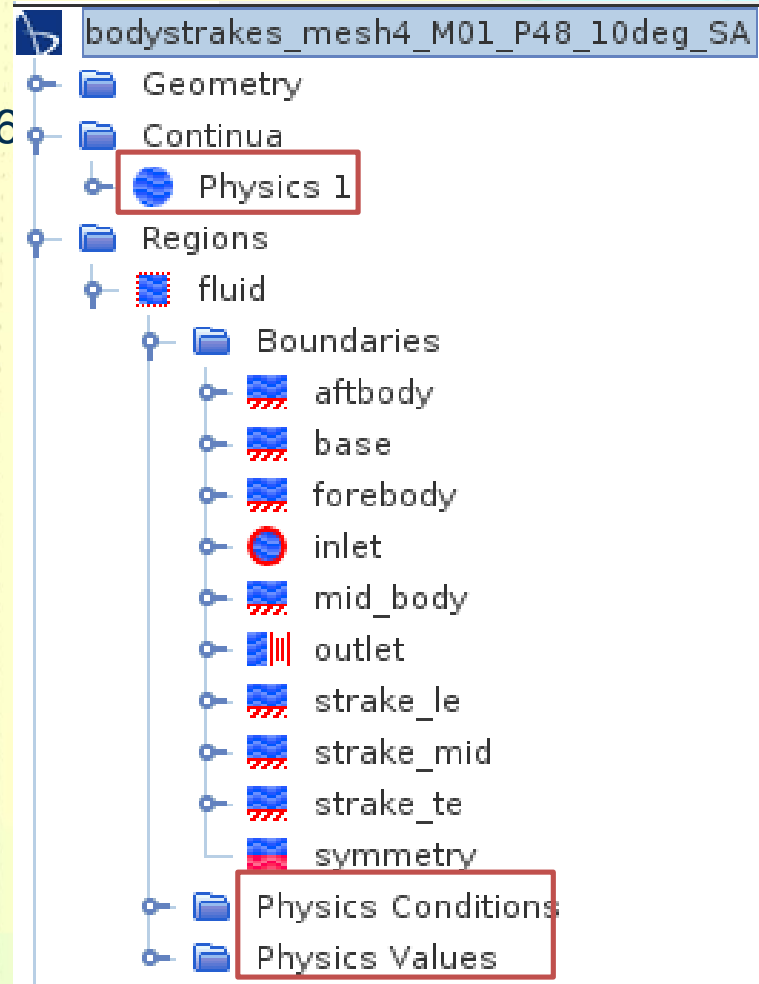 bodystrakes_mesh4_M01_P48_10deg_SA
Geometry
6
Continua
Physics 1
Regions
fluid
Boundaries
aftbody
base
forebody
inlet
mid_body
outlet
strake_le
strake_mid
strake_te
symmetry
Physics Conditions
Physics Values